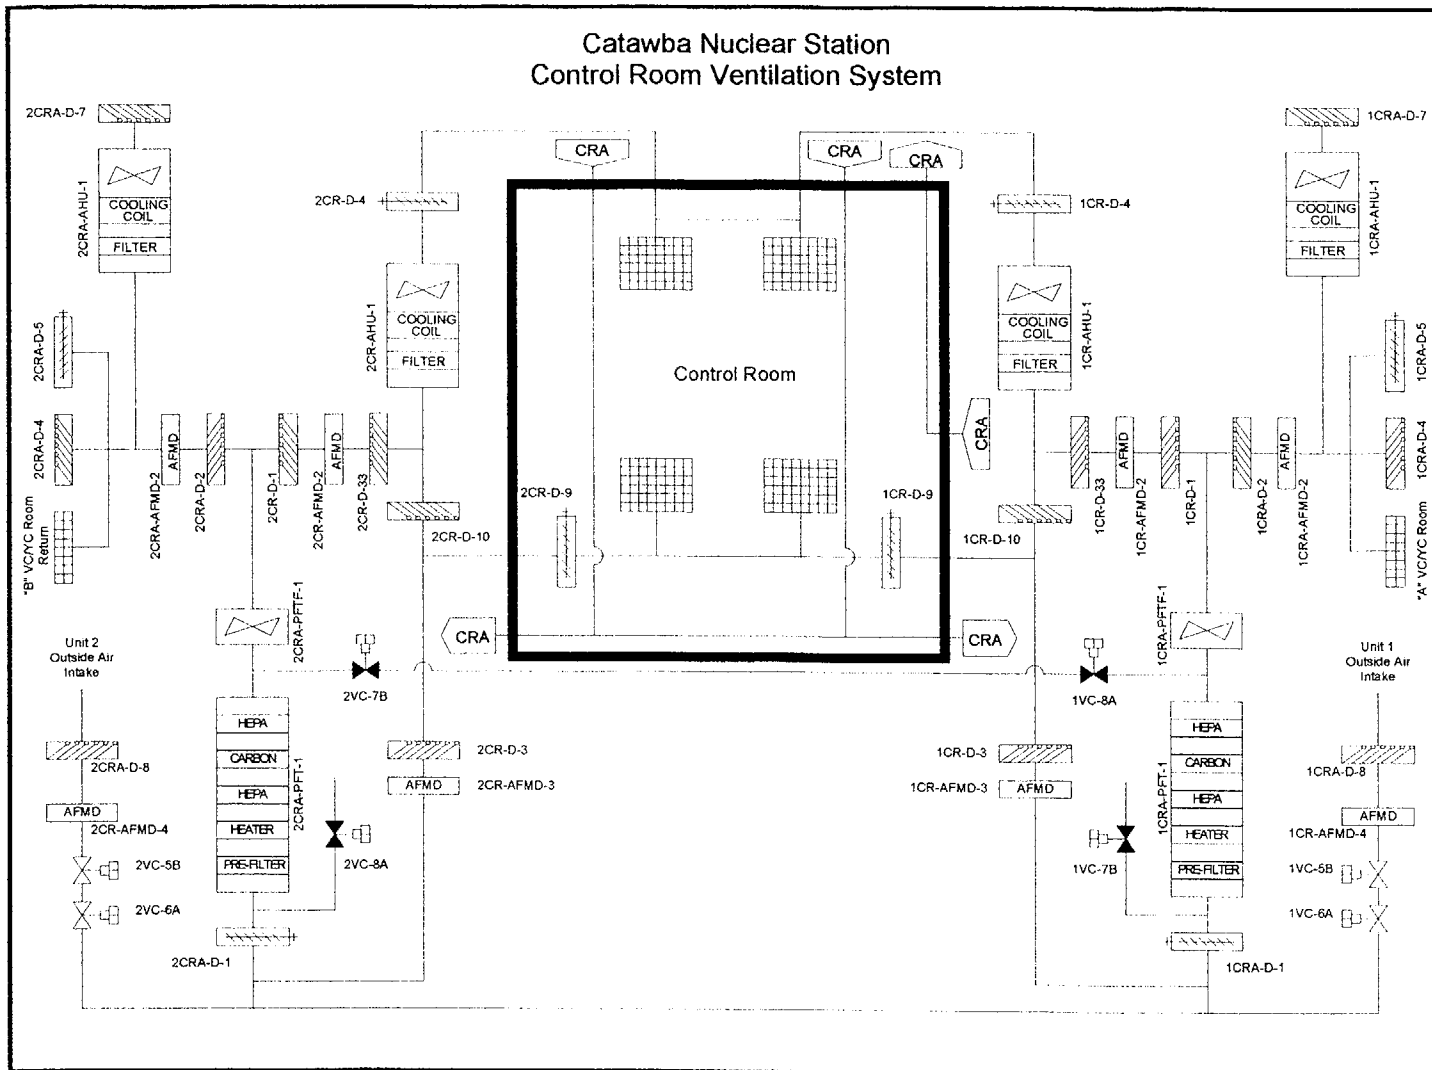 Catawba Nuclear Station
Control Room Ventilation System
2CRA-D-7
1CRA-D-7
CRA
CRA
CRA
2CRA-AHU-1
COOLING
COIL
FILTER
2CR-D-4
1CR-D-4
COOLING
COIL
FILTER
1CRA-AHU-1
2CR-AHU-1
COOLING
COIL
FILTER
COOLING
COIL
FILTER
1CR-AHU-1
2CRA-D-5
1CRA-D-5
Control Room
2CRA-D-4
2CRA-AFMD-2
AFMD
2CRA-D-2
2CR-D-1
2CR-AFMD-2
AFMD
2CR-D-33
CRA
1CR-D-33
AFMD
1CR-AFMD-2
1CR-D-1
1CRA-D-2
AFMD
1CRA-AFMD-2
1CRA-D-4
2CR-D-9
1CR-D-9
2CR-D-10
1CR-D-10
"B" VC/YC Room
Return
"A" VC/YC Room
2CRA-PFTF-1
1CRA-PFTF-1
CRA
CRA
Unit 2
Outside Air
Intake
Unit 1
Outside Air
Intake
2VC-7B
1VC-8A
2CRA-D-8
HEPA
CARBON
HEPA
HEATER
PRE-FILTER
2CRA-PFT-1
2CR-D-3
AFMD
2CR-AFMD-3
1CR-D-3
1CR-AFMD-3
AFMD
HEPA
CARBON
HEPA
HEATER
PRE-FILTER
1CRA-PFT-1
1CRA-D-8
AFMD
2CR-AFMD-4
AFMD
1CR-AFMD-4
2VC-5B
2VC-8A
1VC-7B
1VC-5B
2VC-6A
1VC-6A
2CRA-D-1
1CRA-D-1